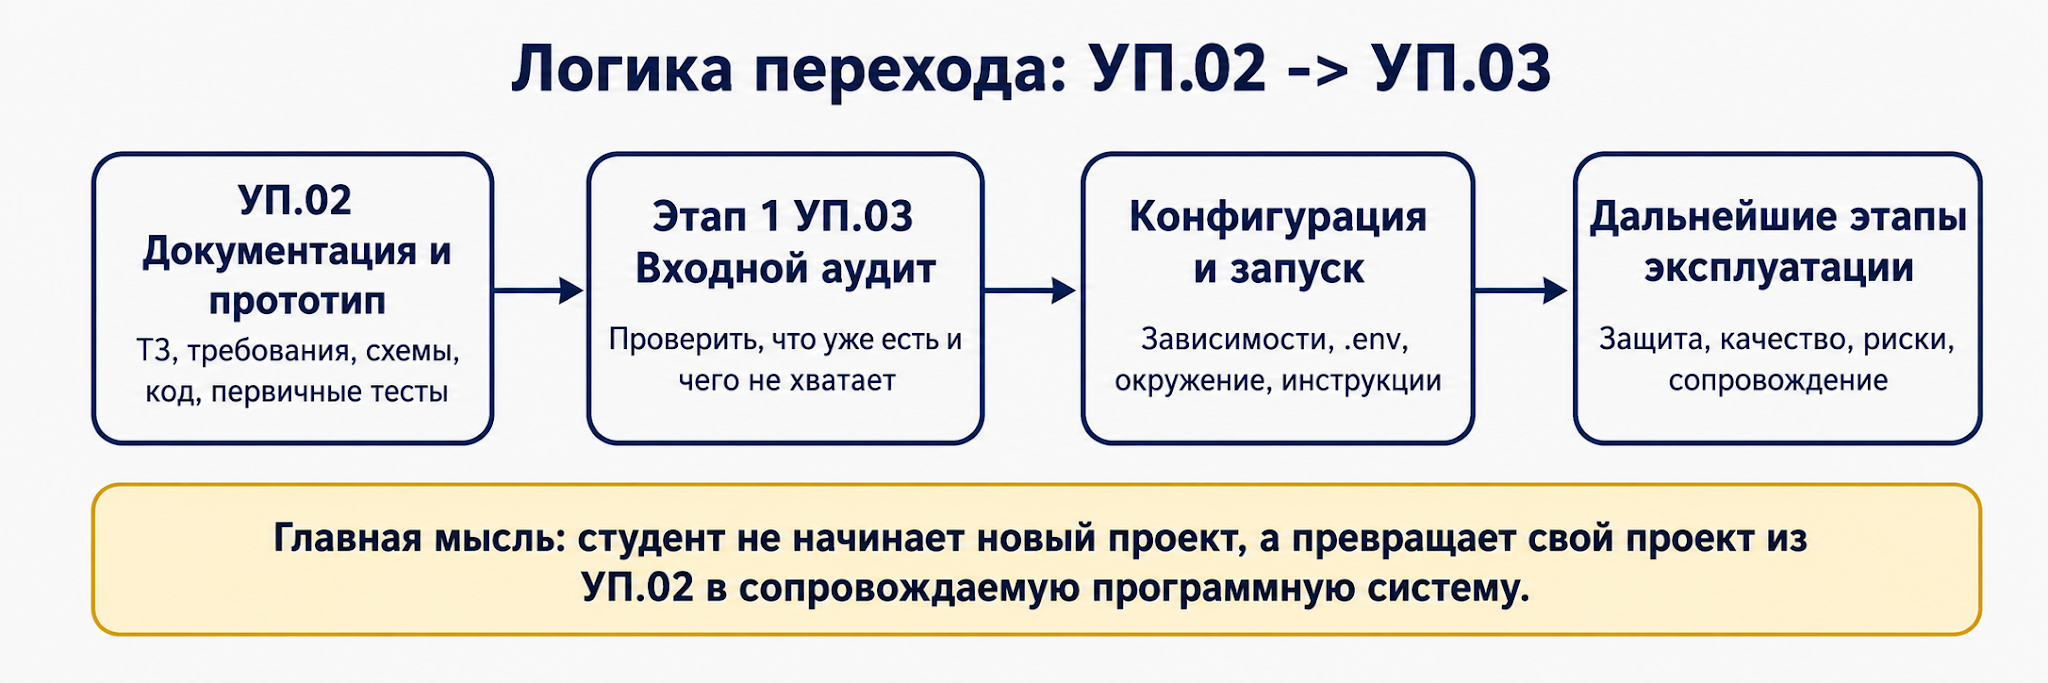 Логика перехода: УП.02 -> УП.03
УП.02
Документация и
прототип
ТЗ, требования, схемы,
код, первичные тесты
Этап 1 УП.03
Входной аудит
Проверить, что уже есть и
чего не хватает
Конфигурация
и запуск
Зависимости, .env,
окружение, инструкции
Дальнейшие этапы
эксплуатации
Защита, качество, риски,
сопровождение
Главная мысль: студент не начинает новый проект, а превращает свой проект из
УП.02 в сопровождаемую программную систему.